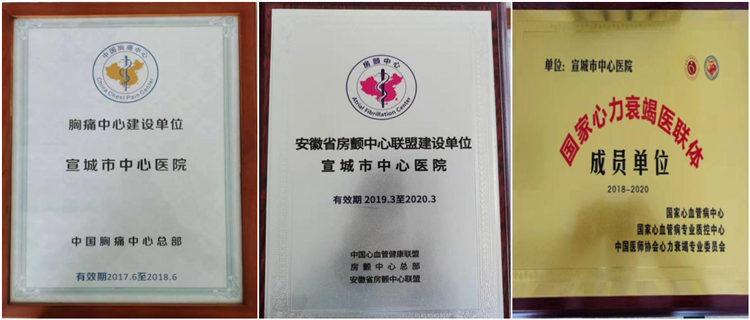 中国胸痛中心
China Chest Pain Center
胸痛中心建设单位
宣城市中心医院
中国胸痛中心总部
有效期2017.6至2018.6
房颤中心
Atrial Fibrillation Center
安徽省房颤中心联盟建设单位
宣城市中心医院
有效期 2019.3至2020.3
中国心血管健康联盟
房颤中心总部
安徽省房颤中心联盟
单位：宣城市中心医院
国家心力衰竭医联体
成员单位
2018-2020
国家心血管病中心
国家心血管病专业质控中心
中国医师协会心力衰竭专业委员会